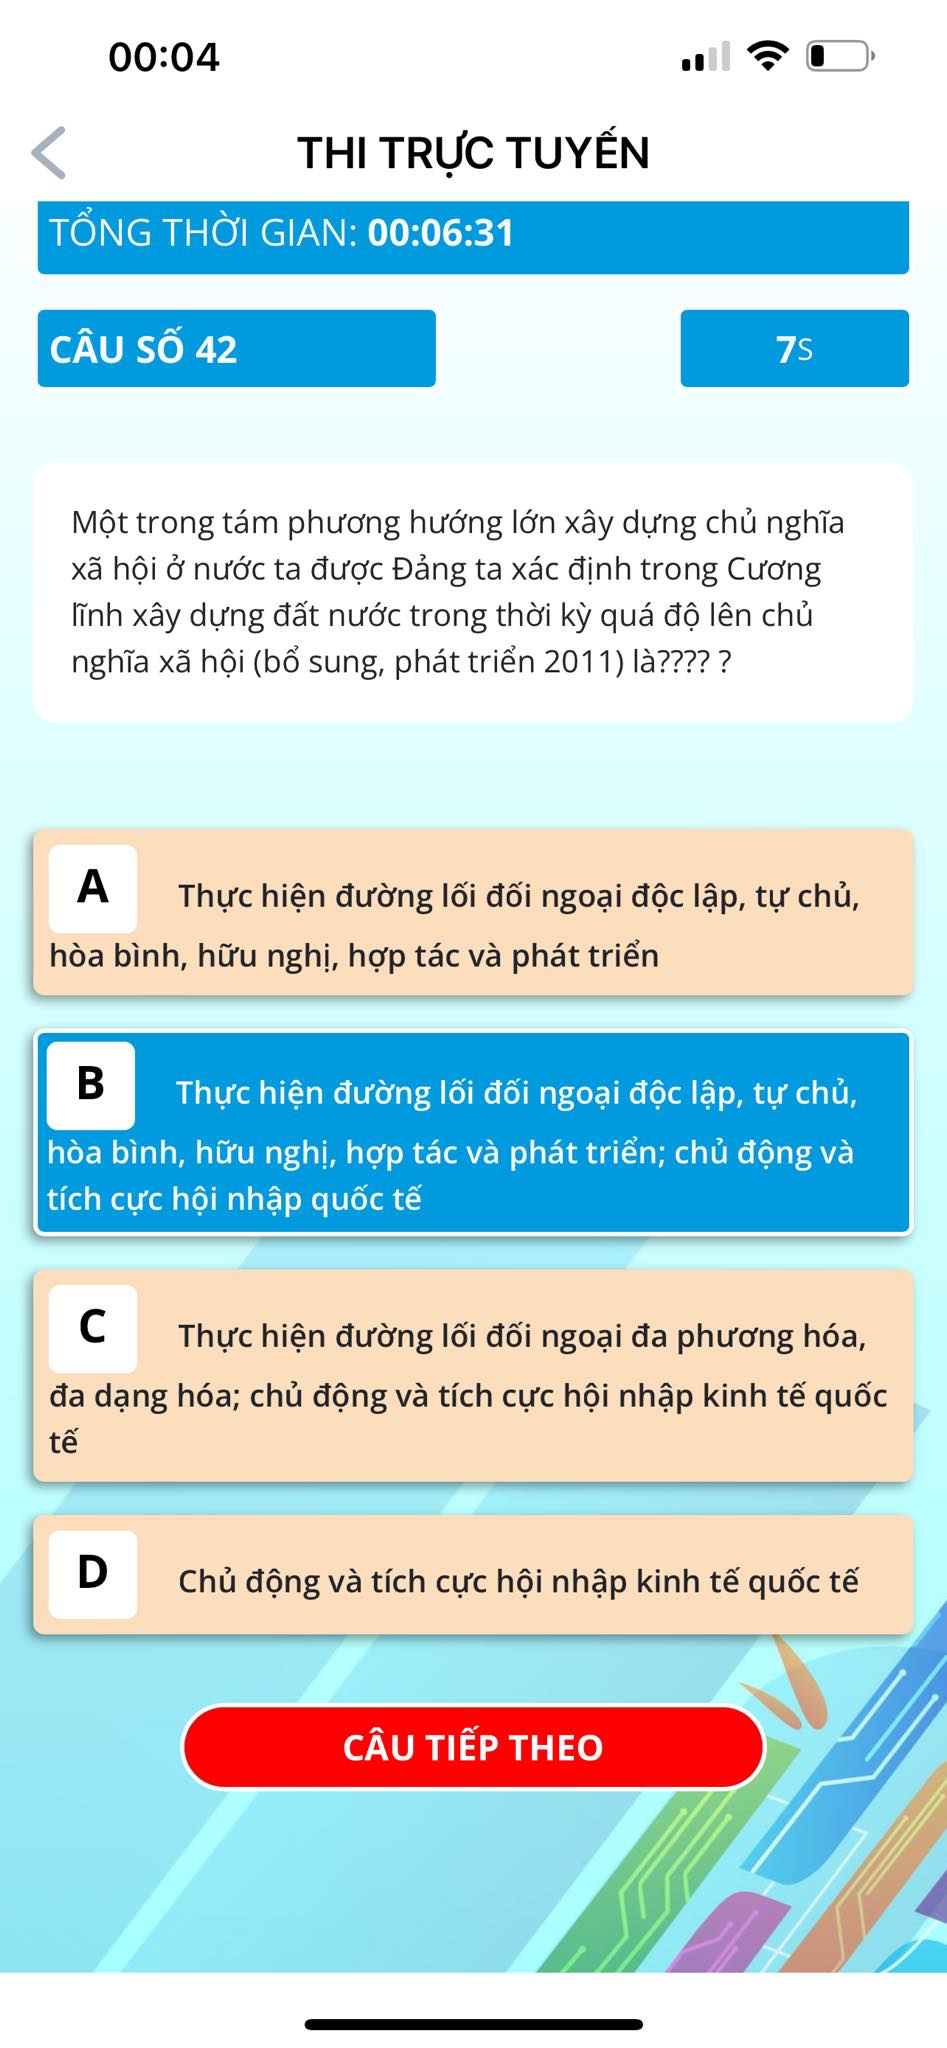 00:04
THI TRỰC TUYẾN
TỔNG THỜI GIAN: 00:06:31
CÂU SỐ 42
7S
Một trong tám phương hướng lớn xây dựng chủ nghĩa
xã hội ở nước ta được Đảng ta xác định trong Cương
lĩnh xây dựng đất nước trong thời kỳ quá độ lên chủ
nghĩa xã hội (bổ sung, phát triển 2011) là???? ?
A Thực hiện đường lối đối ngoại độc lập, tự chủ,
hòa bình, hữu nghị, hợp tác và phát triển
B Thực hiện đường lối đối ngoại độc lập, tự chủ,
hòa bình, hữu nghị, hợp tác và phát triển; chủ động và
tích cực hội nhập quốc tế
C Thực hiện đường lối đối ngoại đa phương hóa,
đa dạng hóa; chủ động và tích cực hội nhập kinh tế quốc
tế
D Chủ động và tích cực hội nhập kinh tế quốc tế
CÂU TIẾP THEO